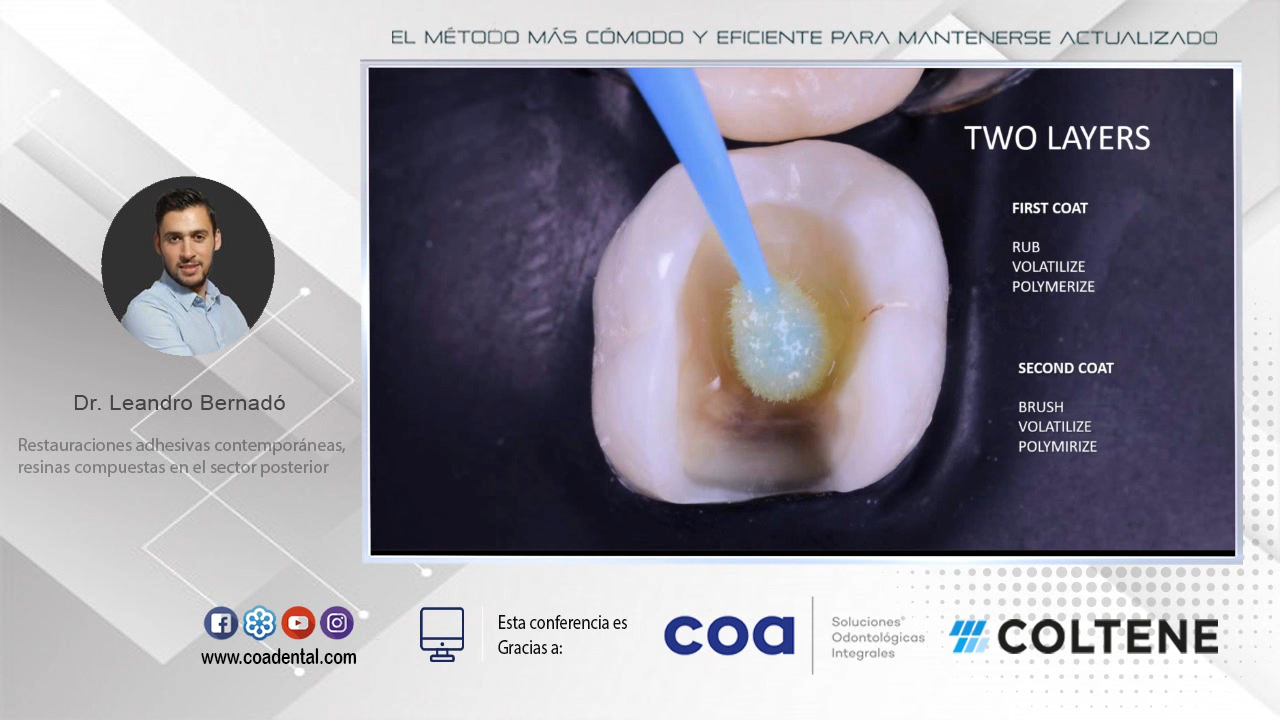 EL MÉTODO MÁS CÓMODO Y EFICIENTE PARA MANTENERSE ACTUALIZADO
TWO LAYERS
FIRST COAT
RUB
VOLATILIZE
POLYMERIZE
SECOND COAT
BRUSH
VOLATILIZE
POLYMIRIZE
Dr. Leandro Bernadó
Restauraciones adhesivas contemporáneas,
resinas compuestas en el sector posterior
www.coadental.com
Esta conferencia es
Gracias a:
coa
Soluciones®
Odontológicas
Integrales
COLTENE